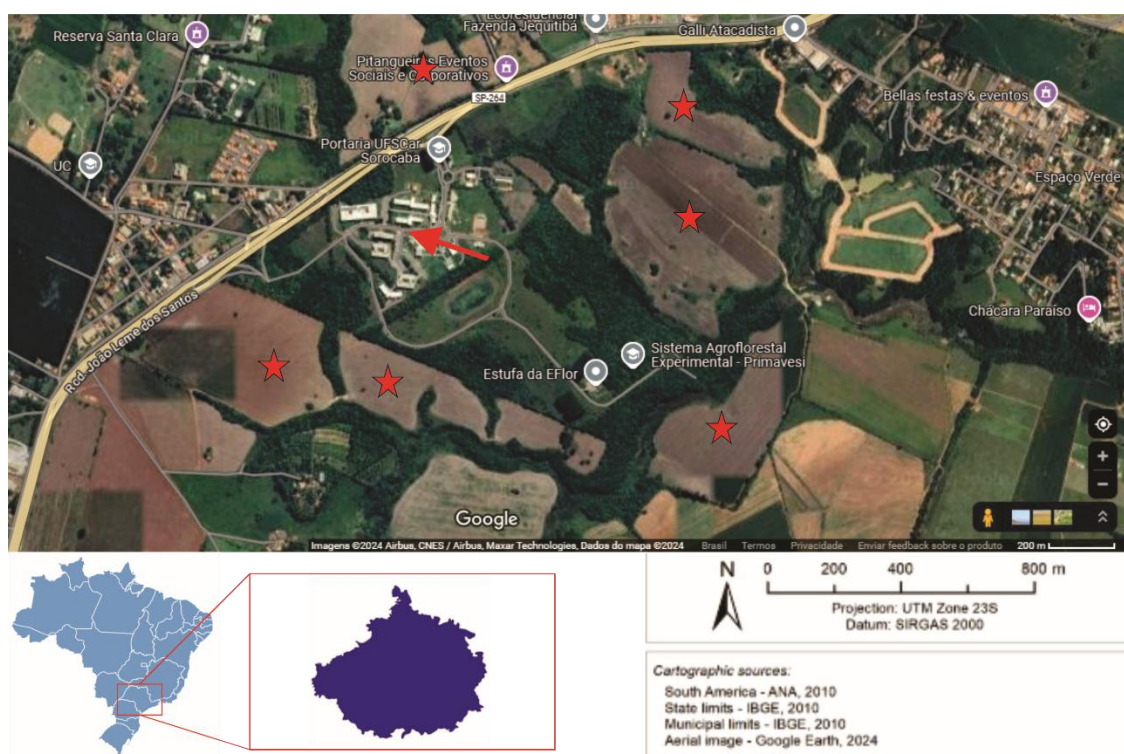 Ecoresidencial
Fazenda Jequitibá
Galli Atacadista
Reserva Santa Clara
Pitangueiras Eventos
Sociais e Corporativos
SP-264
Bellas festas & eventos
Portaria UFSCar
Sorocaba
UC
Espaço Verde
Rod. João Leme dos Santos
Chácara Paraíso
Sistema Agroflorestal
Experimental - Primavesi
Estufa da EFlor
Google
Imagens ©2024 Airbus, CNES / Airbus, Maxar Technologies, Dados do mapa ©2024 Brasil Termos Privacidade Enviar feedback sobre o produto 200 m
N 0 200 400 800 m
Projection: UTM Zone 23S
Datum: SIRGAS 2000
Cartographic sources:
South America - ANA, 2010
State limits - IBGE, 2010
Municipal limits - IBGE, 2010
Aerial image - Google Earth, 2024